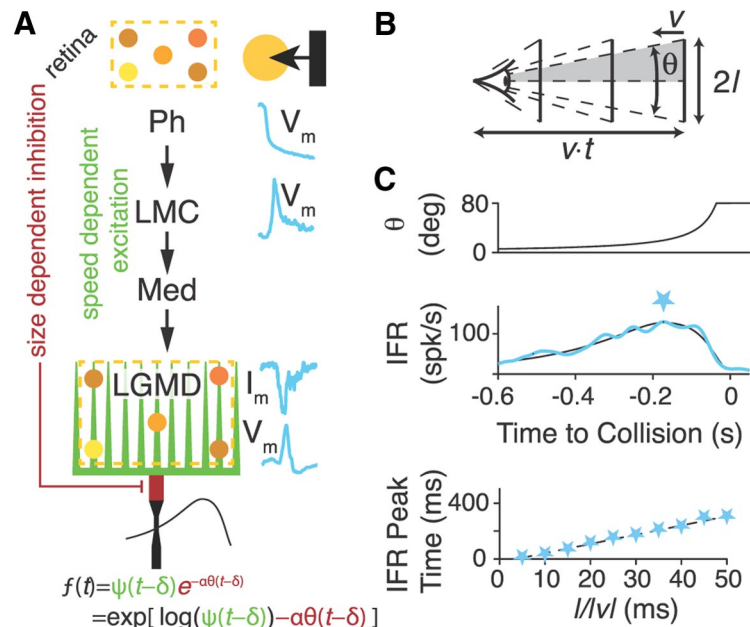 A
retina
Ph
V_m
LMC
V_m
Med
LGMD
I_m
V_m
size dependent inhibition
speed dependent
excitation
f(t)=ψ(t–δ)e^–αθ(t–δ)
=exp[ log(ψ(t–δ))–αθ(t–δ) ]
B
v
θ
2l
v·t
C
θ
(deg)
80
0
IFR
(spk/s)
100
-0.6
-0.4
-0.2
0
Time to Collision (s)
IFR Peak
Time (ms)
400
0
0
10
20
30
40
50
l/|v| (ms)